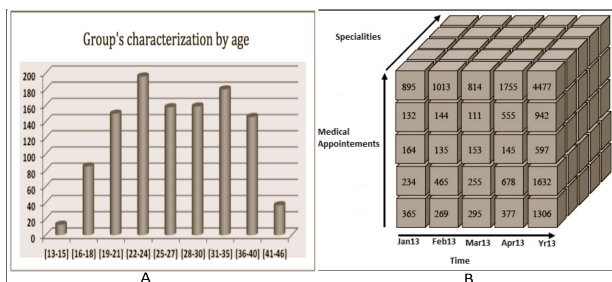 Group's characterization by age
200
180
160
140
120
100
80
60
40
20
0
[13-15] [16-18] [19-21] [22-24] [25-27] [28-30] [31-35] [36-40] [41-46]
A
Specialities
Medical
Appointements
895 1013 814 1755 4477
132 144 111 555 942
164 135 153 145 597
234 465 255 678 1632
365 269 295 377 1306
Jan13 Feb13 Mar13 Apr13 Yr13
Time
B